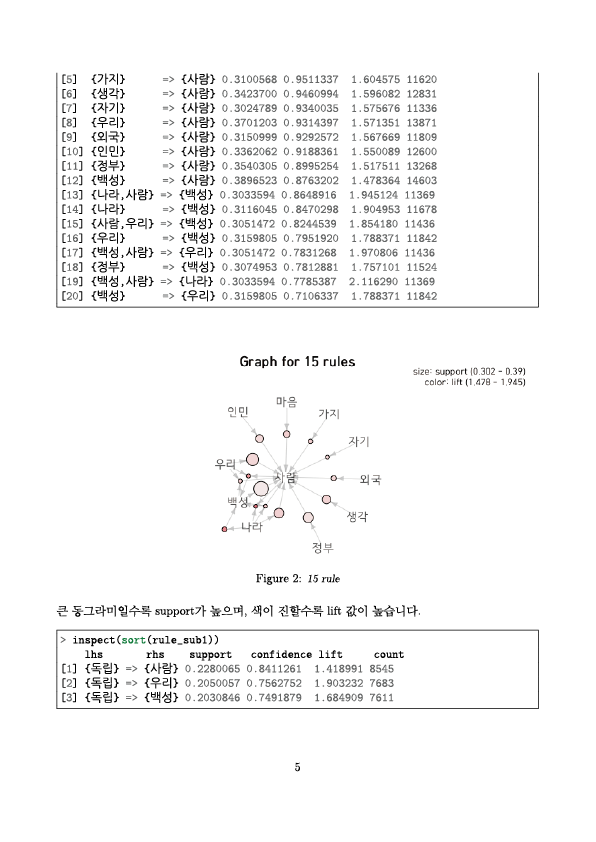 [5] {가지} => {사람} 0.3100568 0.9511337 1.604575 11620
[6] {생각} => {사람} 0.3423700 0.9460994 1.596082 12831
[7] {자기} => {사람} 0.3024789 0.9340035 1.575676 11336
[8] {우리} => {사람} 0.3701203 0.9314397 1.571351 13871
[9] {외국} => {사람} 0.3150999 0.9292572 1.567669 11809
[10] {인민} => {사람} 0.3362062 0.9188361 1.550089 12600
[11] {정부} => {사람} 0.3540305 0.8995254 1.517511 13268
[12] {백성} => {사람} 0.3896523 0.8763202 1.478364 14603
[13] {나라,사람} => {백성} 0.3033594 0.8648916 1.945124 11369
[14] {나라} => {백성} 0.3116045 0.8470298 1.904953 11678
[15] {사람,우리} => {백성} 0.3051472 0.8244539 1.854180 11436
[16] {우리} => {백성} 0.3159805 0.7951920 1.788371 11842
[17] {백성,사람} => {우리} 0.3051472 0.7831268 1.970806 11436
[18] {정부} => {백성} 0.3074953 0.7812881 1.757101 11524
[19] {백성,사람} => {나라} 0.3033594 0.7785387 2.116290 11369
[20] {백성} => {우리} 0.3159805 0.7106337 1.788371 11842
Graph for 15 rules
size: support (0.302 - 0.39)
color: lift (1.478 - 1.945)
마음
인민
가지
자기
우리
사람
외국
백성
생각
나라
정부
Figure 2: 15 rule
큰 동그라미일수록 support가 높으며, 색이 진할수록 lift 값이 높습니다.
> inspect(sort(rule_sub1))
lhs rhs support confidence lift count
[1] {독립} => {사람} 0.2280065 0.8411261 1.418991 8545
[2] {독립} => {우리} 0.2050057 0.7562752 1.903232 7683
[3] {독립} => {백성} 0.2030846 0.7491879 1.684909 7611
5